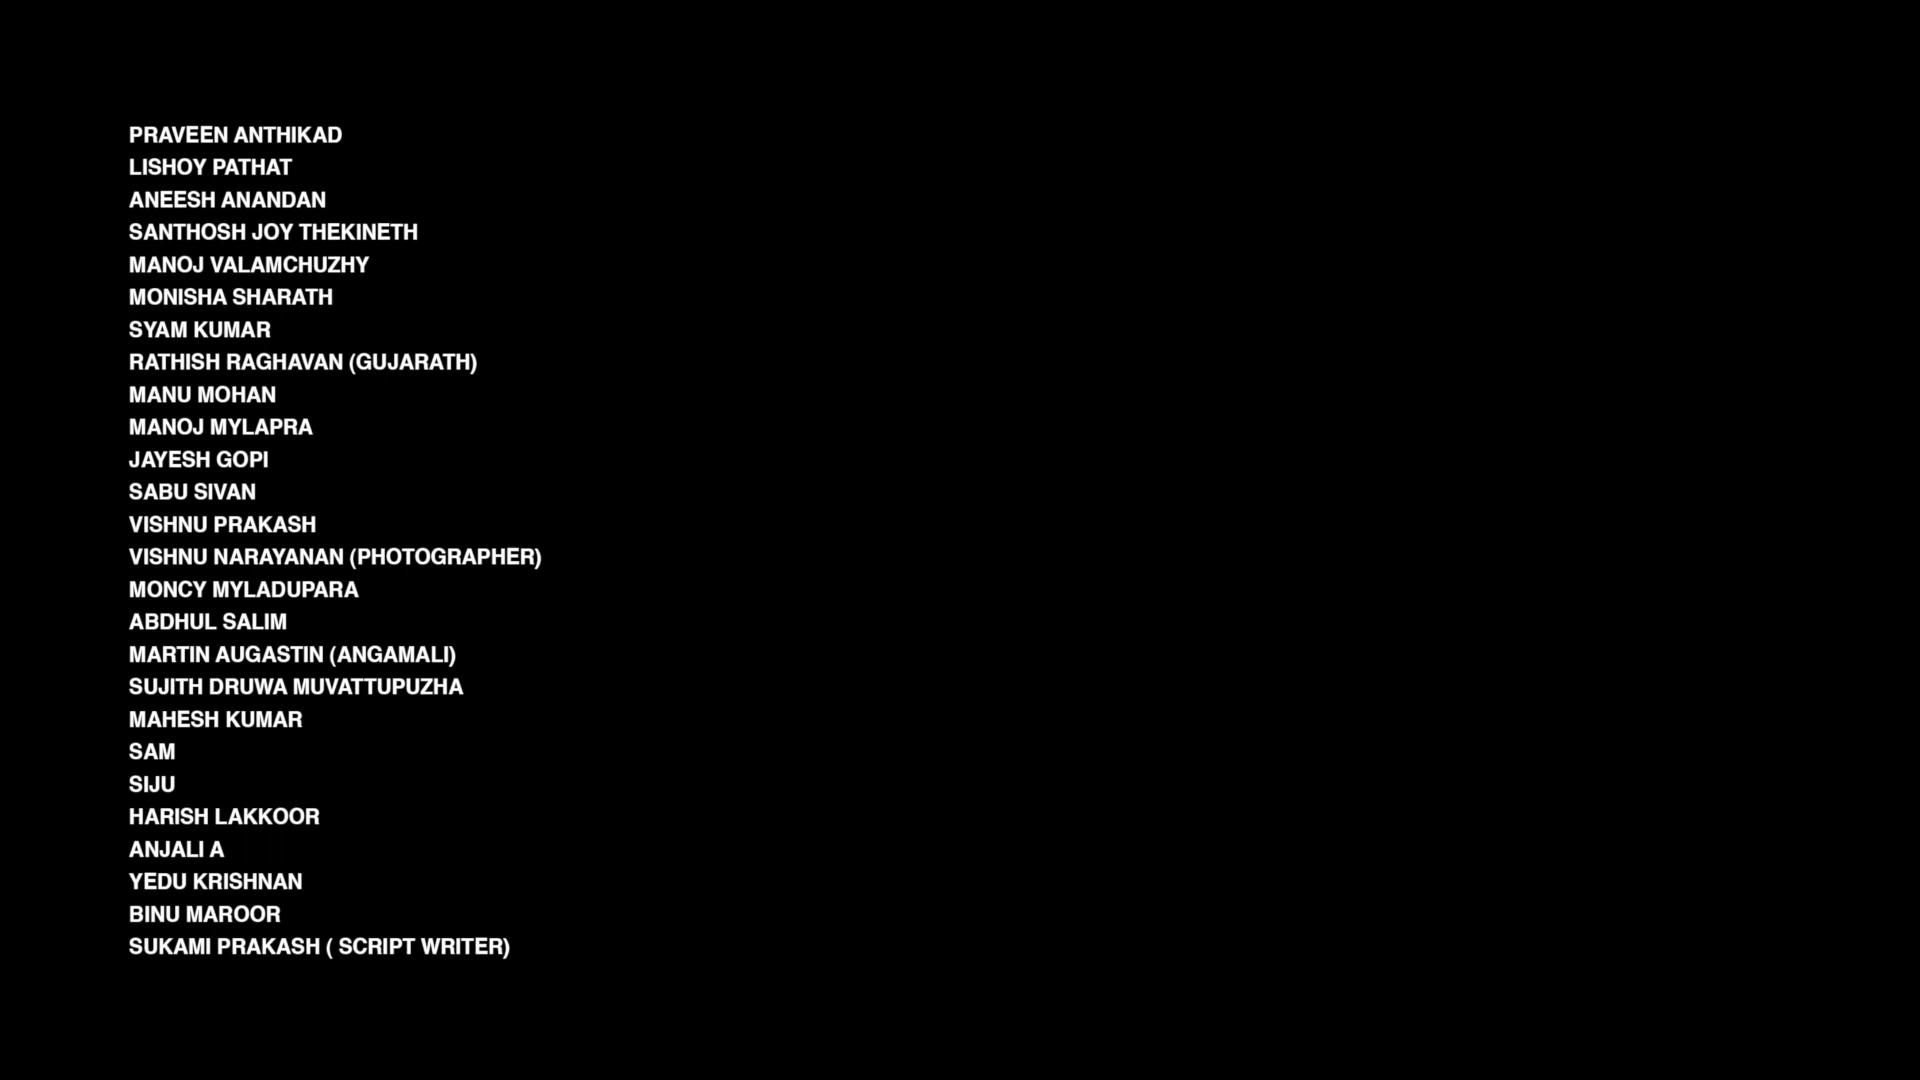 PRAVEEN ANTHIKAD
LISHOY PATHAT
ANEESH ANANDAN
SANTHOSH JOY THEKINETH
MANOJ VALAMCHUZHY
MONISHA SHARATH
SYAM KUMAR
RATHISH RAGHAVAN (GUJARATH)
MANU MOHAN
MANOJ MYLAPRA
JAYESH GOPI
SABU SIVAN
VISHNU PRAKASH
VISHNU NARAYANAN (PHOTOGRAPHER)
MONCY MYLADUPARA
ABDHUL SALIM
MARTIN AUGASTIN (ANGAMALI)
SUJITH DRUWA MUVATTUPUZHA
MAHESH KUMAR
SAM
SIJU
HARISH LAKKOOR
ANJALI A
YEDU KRISHNAN
BINU MAROOR
SUKAMI PRAKASH ( SCRIPT WRITER)